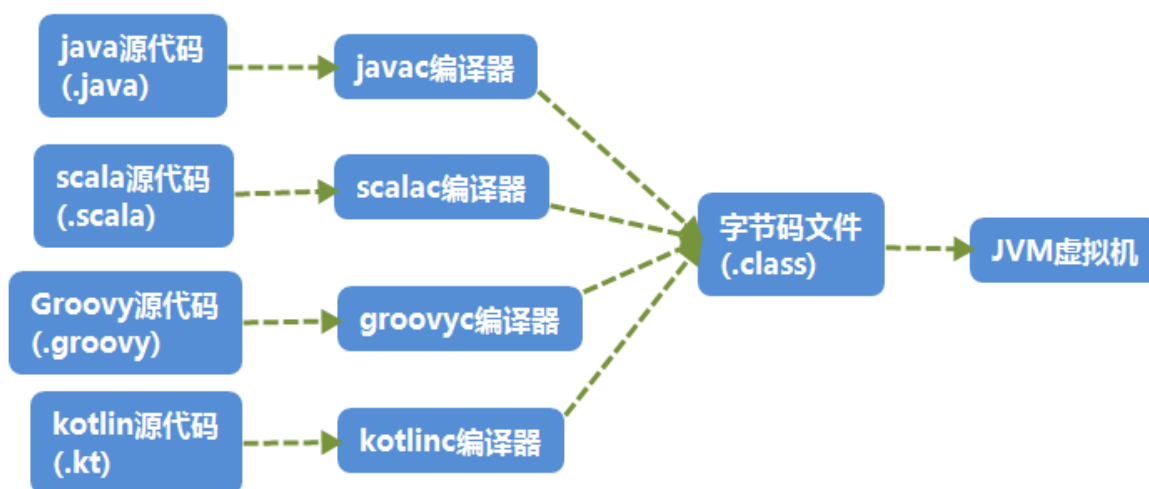 java源代码
(.java)
javac编译器
scala源代码
(.scala)
scalac编译器
Groovy源代码
(.groovy)
groovyc编译器
kotlin源代码
(.kt)
kotlinc编译器
字节码文件
(.class)
JVM虚拟机